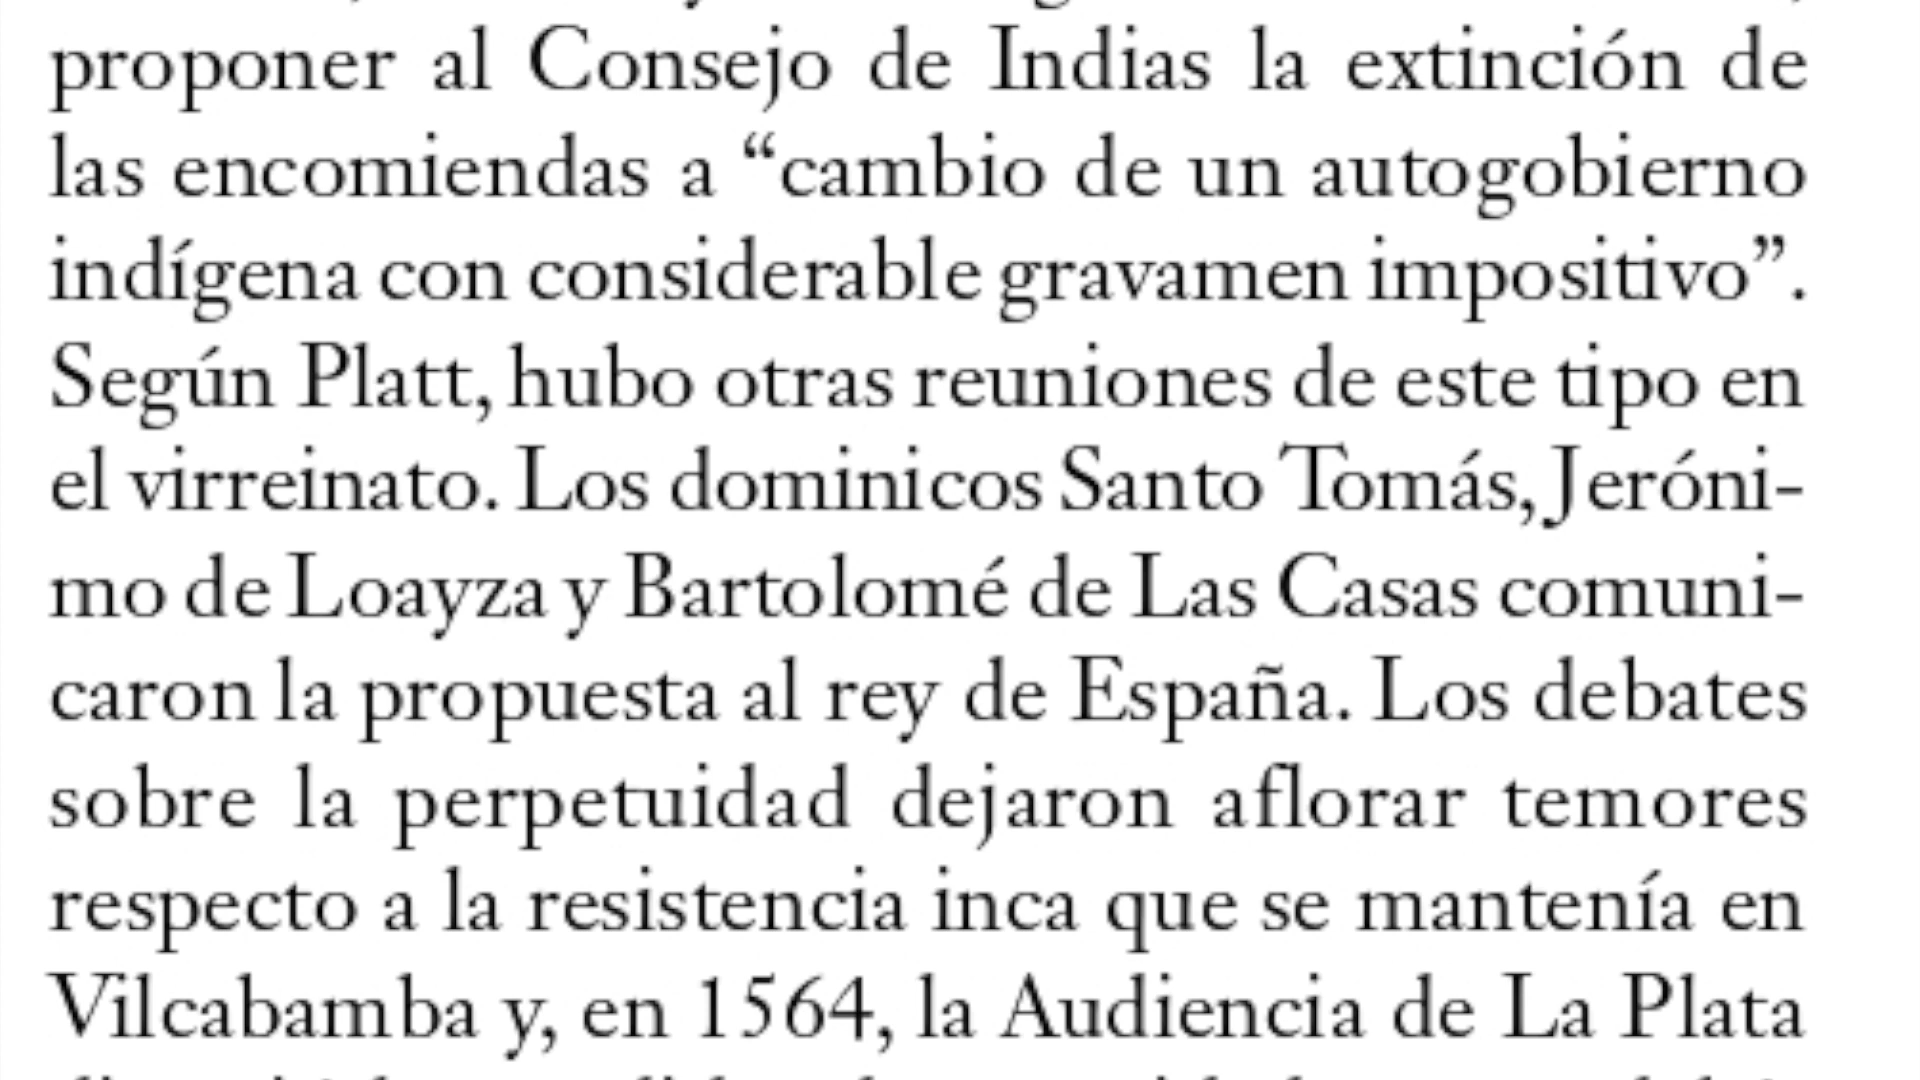 proponer al Consejo de Indias la extinción de
las encomiendas a “cambio de un autogobierno
indígena con considerable gravamen impositivo”.
Según Platt, hubo otras reuniones de este tipo en
el virreinato. Los dominicos Santo Tomás, Jeróni-
mo de Loayza y Bartolomé de Las Casas comuni-
caron la propuesta al rey de España. Los debates
sobre la perpetuidad dejaron aflorar temores
respecto a la resistencia inca que se mantenía en
Vilcabamba y, en 1564, la Audiencia de La Plata